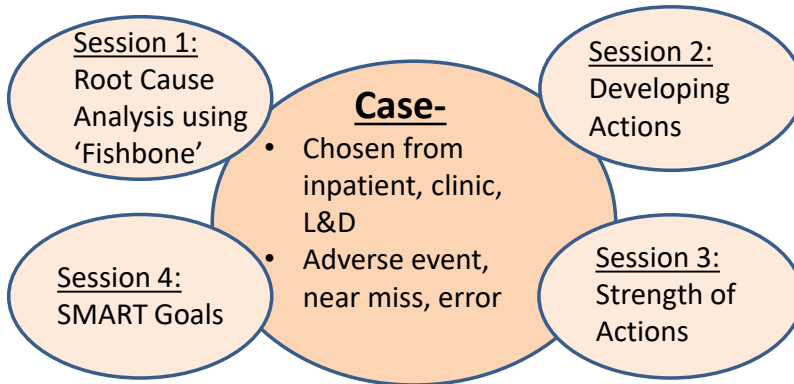 Session 1:
Root Cause
Analysis using
‘Fishbone’
Session 2:
Developing
Actions
Case-
• Chosen from
inpatient, clinic,
L&D
• Adverse event,
near miss, error
Session 4:
SMART Goals
Session 3:
Strength of
Actions